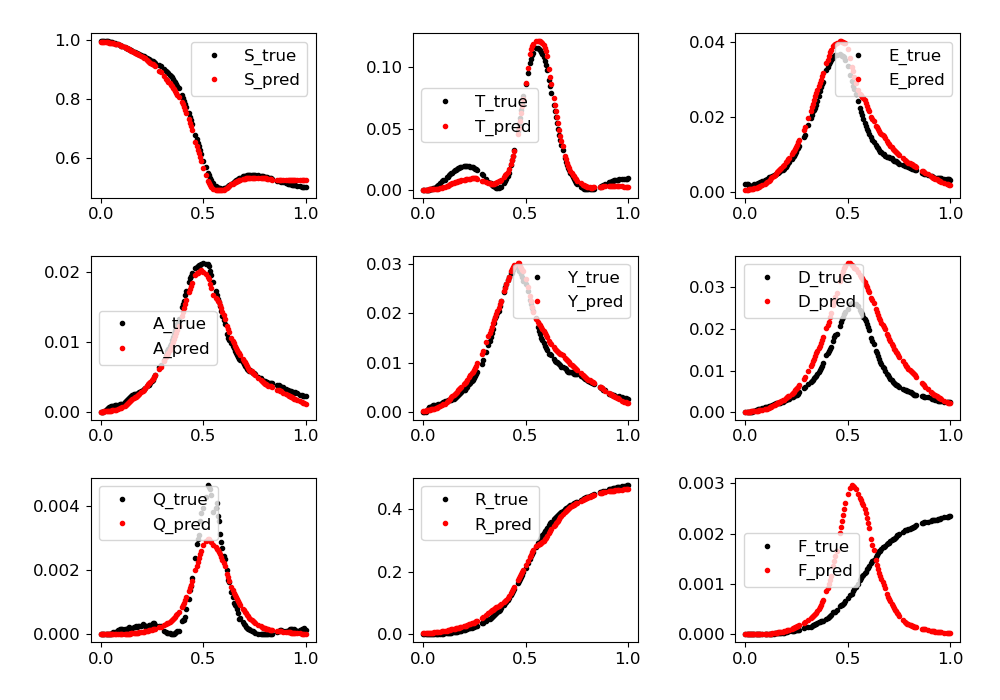 1.0
0.8
0.6
0.0 0.5 1.0
S_true
S_pred
0.10
0.05
0.00
0.0 0.5 1.0
T_true
T_pred
0.04
0.02
0.00
0.0 0.5 1.0
E_true
E_pred
0.02
0.01
0.00
0.0 0.5 1.0
A_true
A_pred
0.03
0.02
0.01
0.00
0.0 0.5 1.0
Y_true
Y_pred
0.03
0.02
0.01
0.00
0.0 0.5 1.0
D_true
D_pred
0.004
0.002
0.000
0.0 0.5 1.0
Q_true
Q_pred
0.4
0.2
0.0
0.0 0.5 1.0
R_true
R_pred
0.003
0.002
0.001
0.000
0.0 0.5 1.0
F_true
F_pred